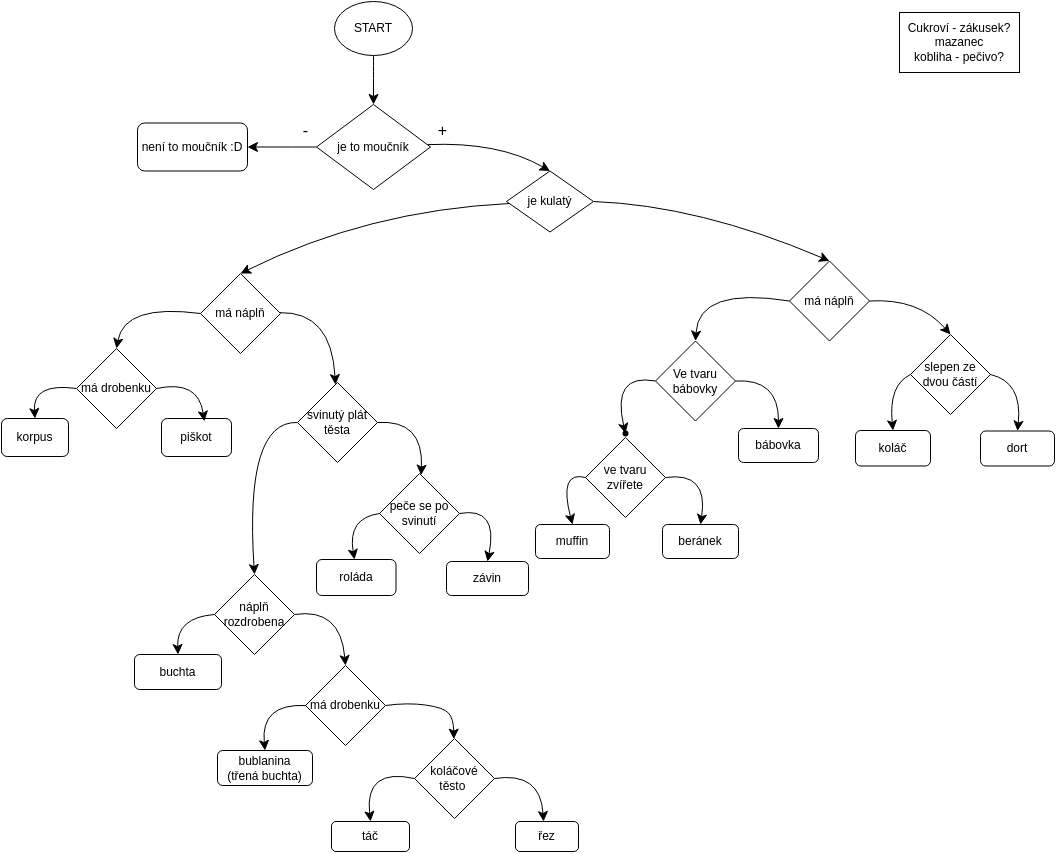 START
Cukroví - zákusek?
mazanec
kobliha - pečivo?
-
+
není to moučník :D
je to moučník
je kulatý
má náplň
má náplň
má drobenku
svinutý plát
těsta
Ve tvaru
bábovky
slepen ze
dvou částí
korpus
piškot
bábovka
koláč
dort
peče se po
svinutí
ve tvaru
zvířete
muffin
beránek
roláda
závin
náplň
rozdrobena
buchta
má drobenku
bublanina
(třená buchta)
koláčové
těsto
táč
řez